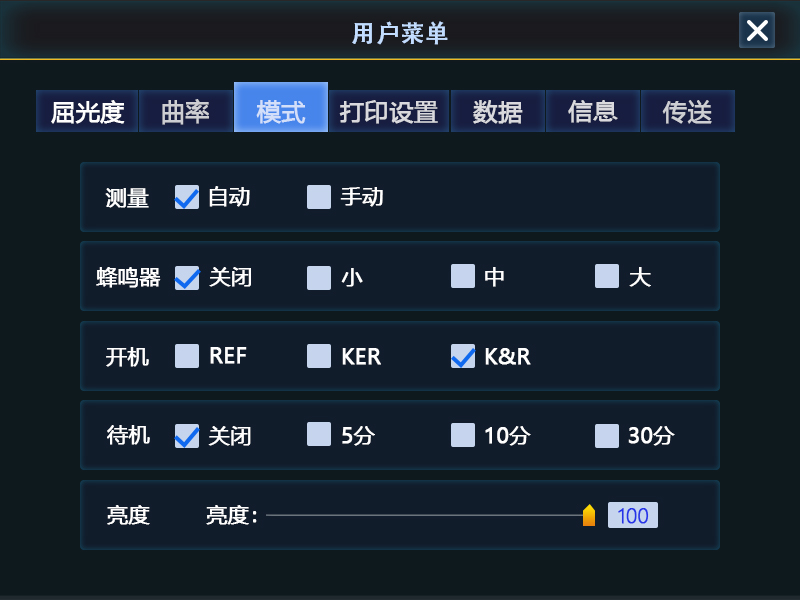 用户菜单
屈光度 曲率 模式 打印设置 数据 信息 传送
测量 自动 手动
蜂鸣器 关闭 小 中 大
开机 REF KER K&R
待机 关闭 5分 10分 30分
亮度 亮度: 100